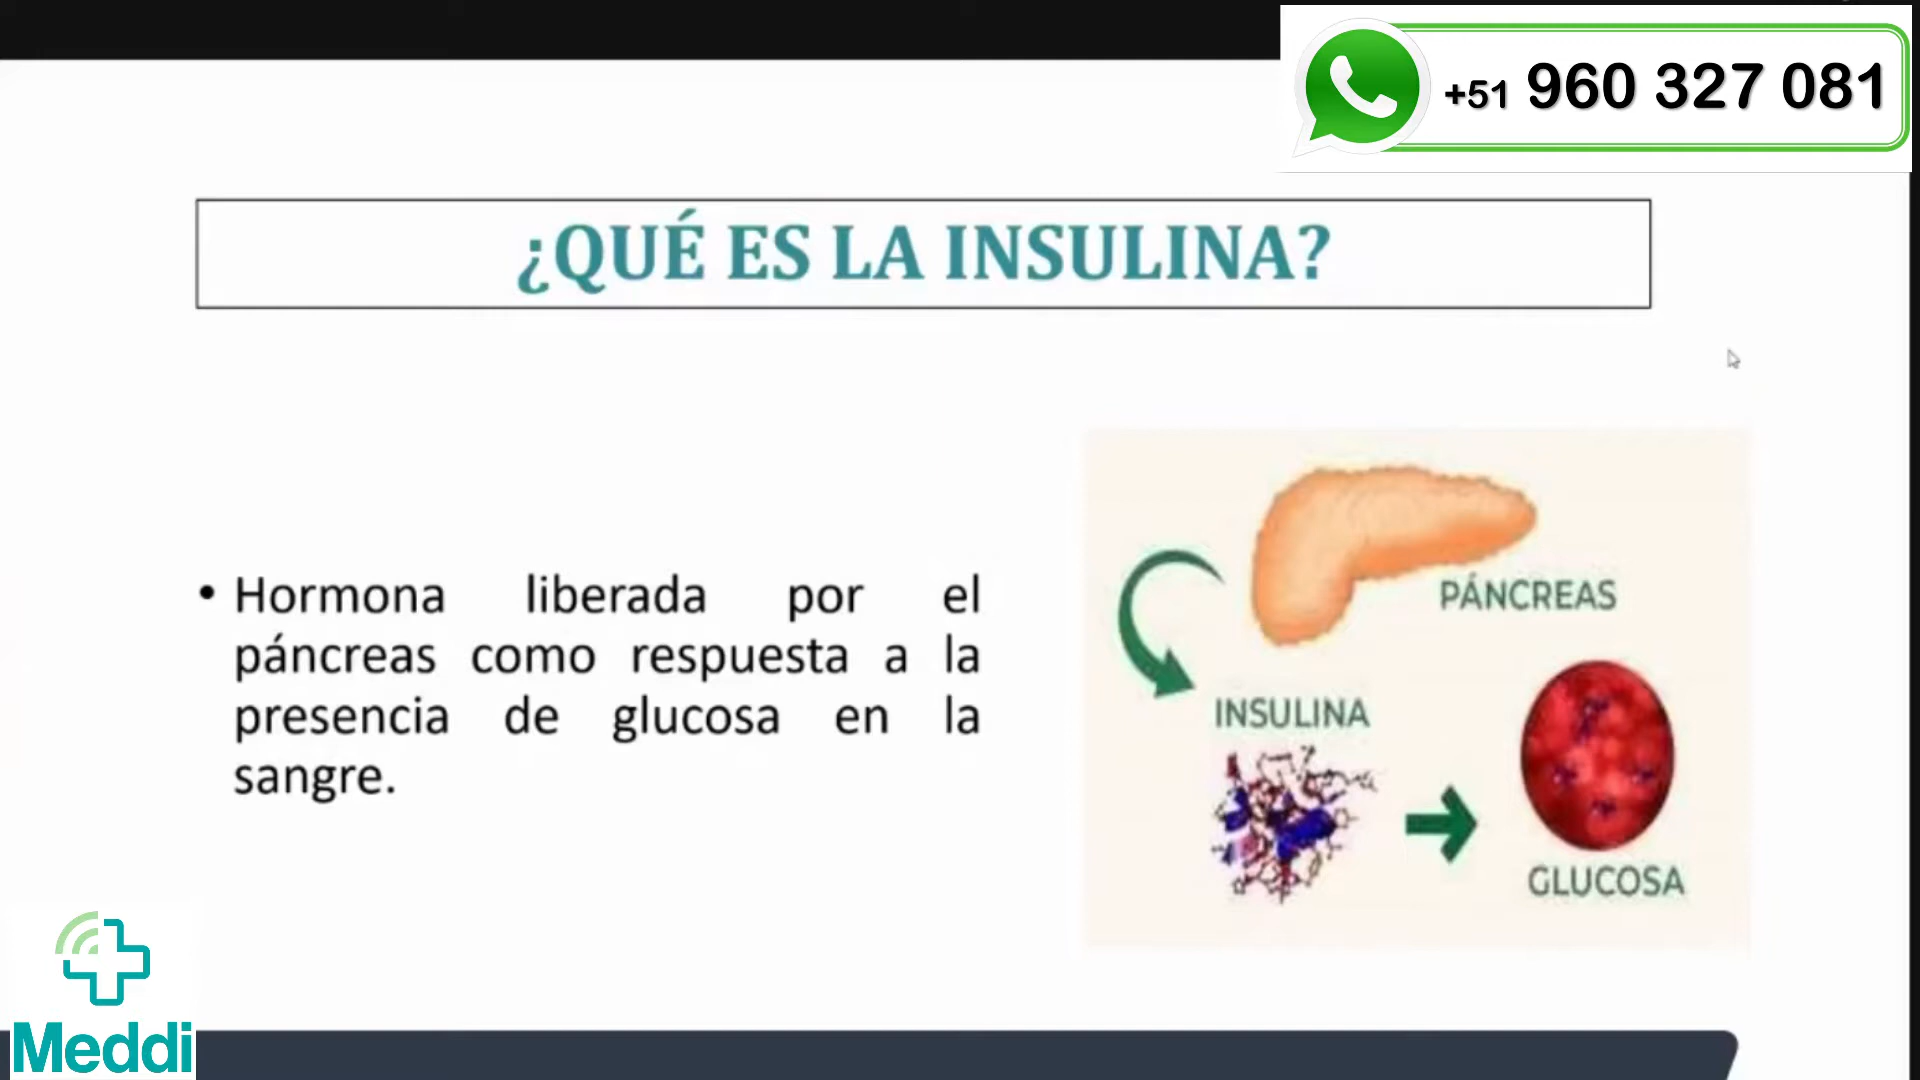 +51 960 327 081
¿QUÉ ES LA INSULINA?
• Hormona liberada por el
páncreas como respuesta a la
presencia de glucosa en la
sangre.
PÁNCREAS
INSULINA
GLUCOSA
Meddi